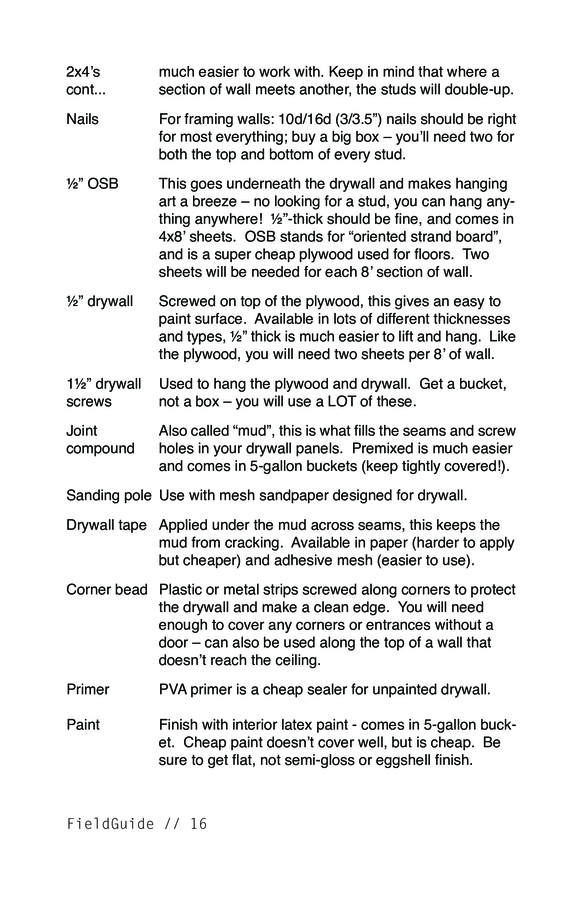 2x4's much easier to work with. Keep in mind that where a
cont... section of wall meets another, the studs will double-up.
Nails For framing walls: 10d/16d (3/3.5”) nails should be right
for most everything; buy a big box – you'll need two for
both the top and bottom of every stud.
½” OSB This goes underneath the drywall and makes hanging
art a breeze – no looking for a stud, you can hang any-
thing anywhere!  ½”-thick should be fine, and comes in
4x8' sheets.  OSB stands for “oriented strand board”,
and is a super cheap plywood used for floors.  Two
sheets will be needed for each 8' section of wall.
½” drywall Screwed on top of the plywood, this gives an easy to
paint surface.  Available in lots of different thicknesses
and types, ½” thick is much easier to lift and hang.  Like
the plywood, you will need two sheets per 8' of wall.
1½” drywall Used to hang the plywood and drywall.  Get a bucket,
screws not a box – you will use a LOT of these.
Joint Also called “mud”, this is what fills the seams and screw
compound holes in your drywall panels.  Premixed is much easier
and comes in 5-gallon buckets (keep tightly covered!).
Sanding pole Use with mesh sandpaper designed for drywall.
Drywall tape Applied under the mud across seams, this keeps the
mud from cracking.  Available in paper (harder to apply
but cheaper) and adhesive mesh (easier to use).
Corner bead Plastic or metal strips screwed along corners to protect
the drywall and make a clean edge.  You will need
enough to cover any corners or entrances without a
door – can also be used along the top of a wall that
doesn't reach the ceiling.
Primer PVA primer is a cheap sealer for unpainted drywall.
Paint Finish with interior latex paint - comes in 5-gallon buck-
et.  Cheap paint doesn't cover well, but is cheap.  Be
sure to get flat, not semi-gloss or eggshell finish.
FieldGuide // 16